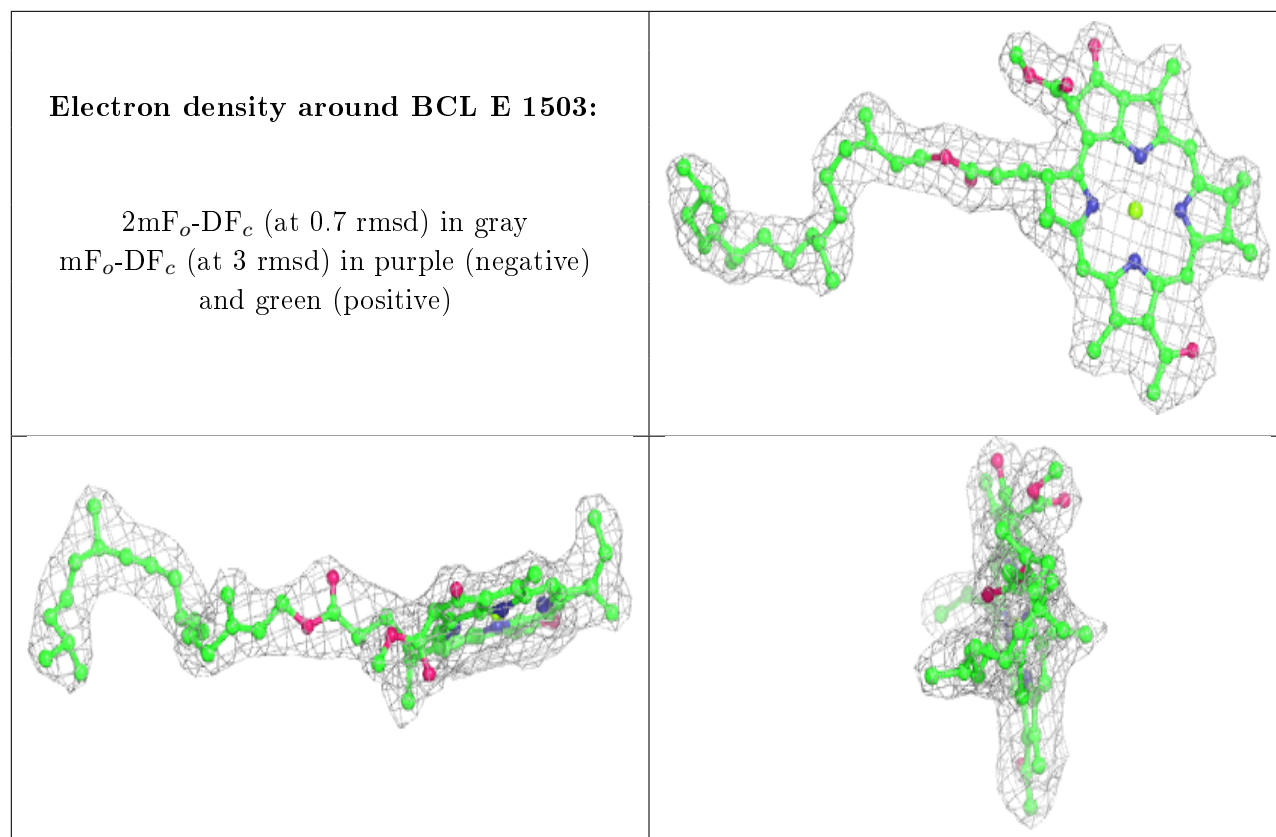 Electron density around BCL E 1503:
2mFₒ-DF𝒸 (at 0.7 rmsd) in gray
mFₒ-DF𝒸 (at 3 rmsd) in purple (negative)
and green (positive)